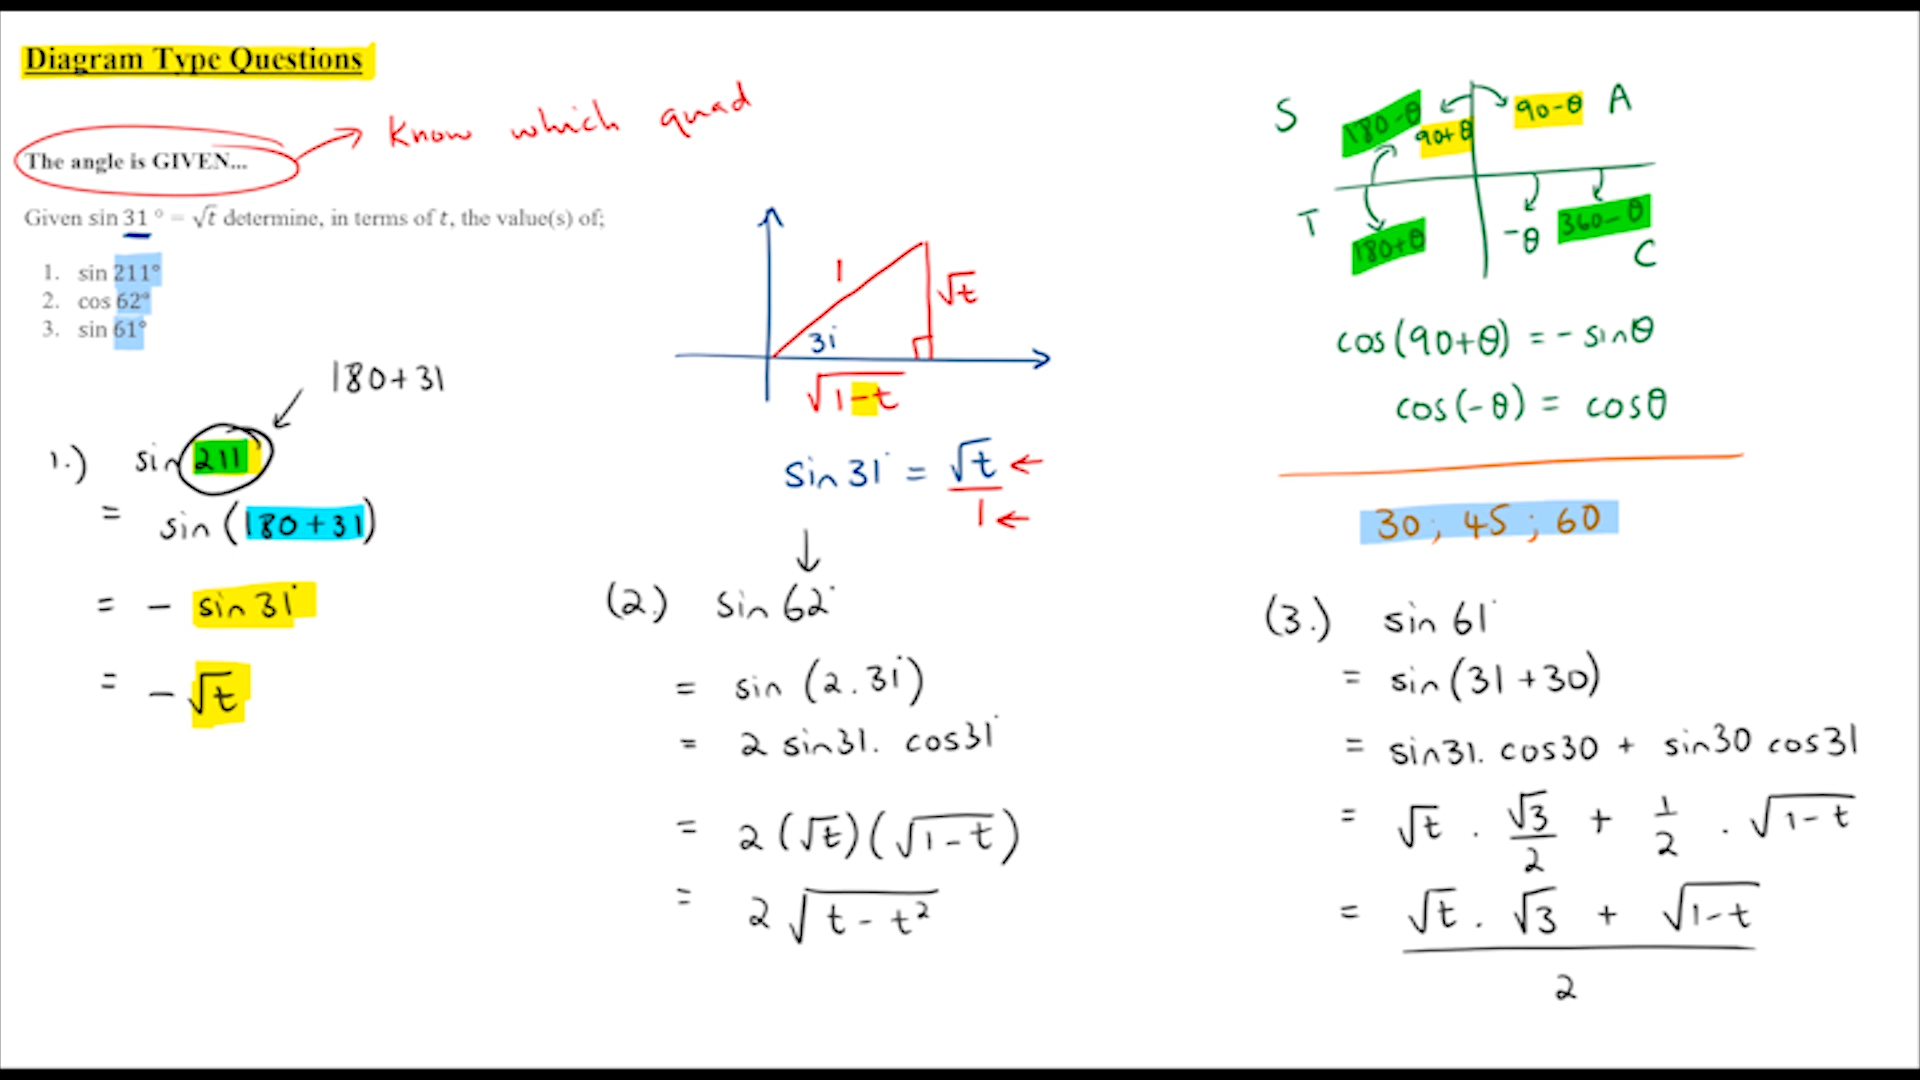 Diagram Type Questions
The angle is GIVEN...
Know which quad
Given sin 31 ° = √t determine, in terms of t, the value(s) of;
1. sin 211°
2. cos 62°
3. sin 61°
180+31
1.) sin 211
= sin (180+31)
= - sin 31°
= - √t
1
√t
31°
√1-t
sin 31° = √t/1
(2.) sin 62°
= sin (2.31°)
= 2 sin31. cos31°
= 2 (√t)(√1-t)
= 2 √t-t²
S 180-θ 90+θ 90-θ A
T 180+θ -θ 360-θ C
cos(90+θ) = - sinθ
cos(-θ) = cosθ
30 ; 45 ; 60
(3.) sin 61°
= sin(31+30)
= sin31. cos30 + sin30 cos31
= √t . √3/2 + 1/2 . √1-t
= √t . √3 + √1-t
2